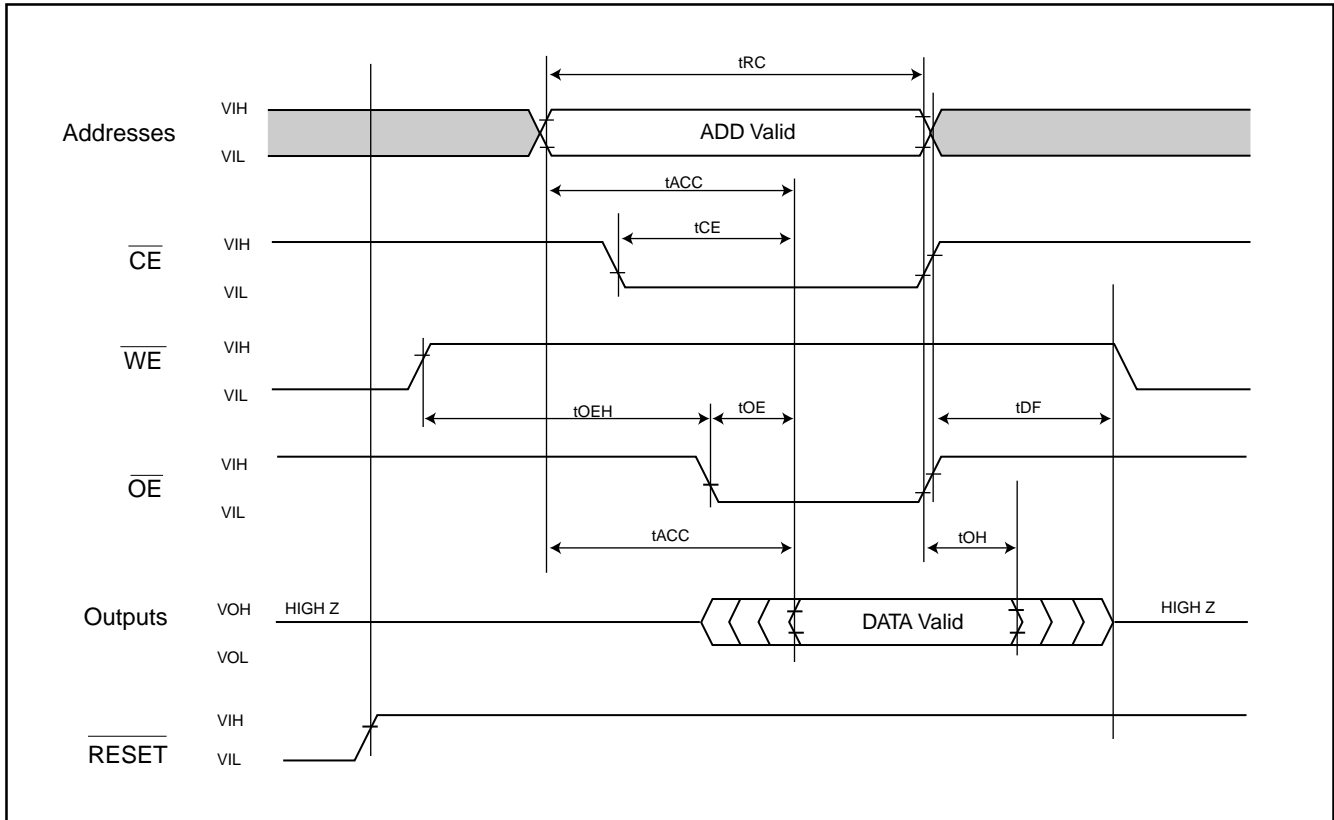 tRC
VIH
Addresses
ADD Valid
VIL
tACC
tCE
VIH
CE
VIL
VIH
WE
VIL
tOEH
tOE
tDF
VIH
OE
VIL
tACC
tOH
Outputs
VOH
HIGH Z
DATA Valid
HIGH Z
VOL
VIH
RESET
VIL